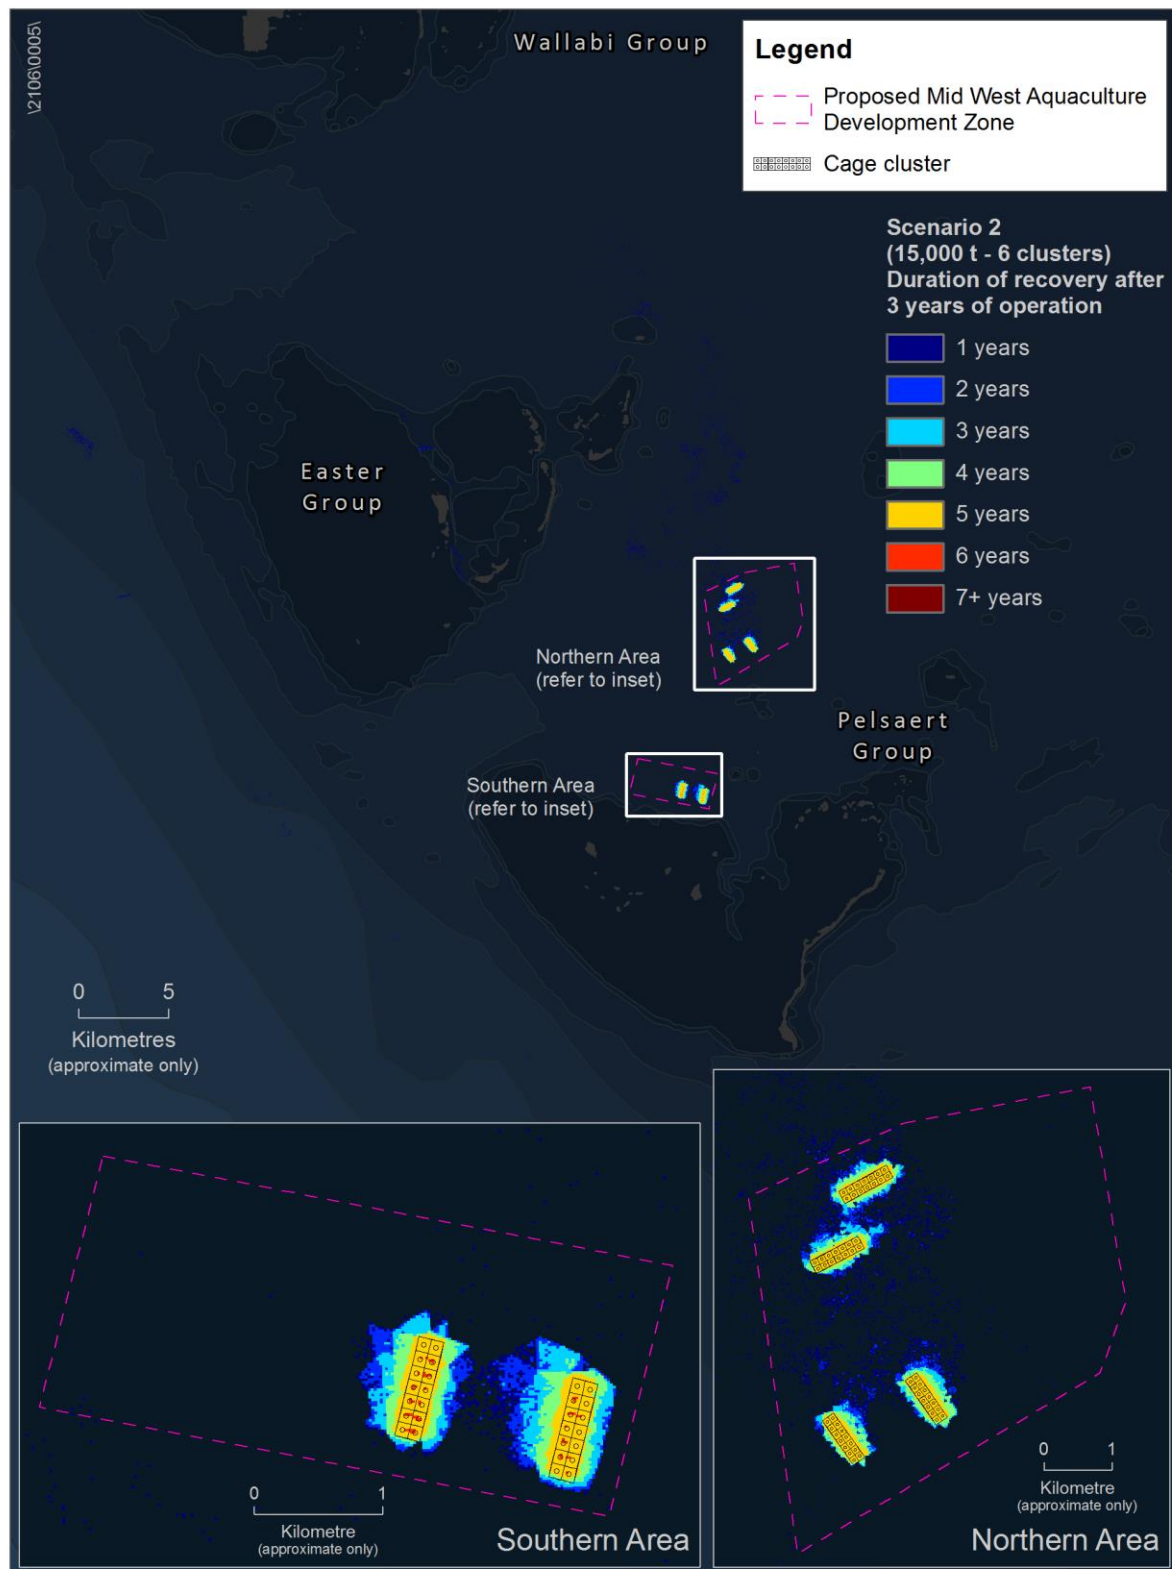 \2106\0005\
Wallabi Group
Legend
Proposed Mid West Aquaculture
Development Zone
Cage cluster
Scenario 2
(15,000 t - 6 clusters)
Duration of recovery after
3 years of operation
1 years
2 years
3 years
4 years
5 years
6 years
7+ years
Easter
Group
Northern Area
(refer to inset)
Pelsaert
Group
Southern Area
(refer to inset)
0 5
Kilometres
(approximate only)
0 1
Kilometre
(approximate only)
Southern Area
0 1
Kilometre
(approximate only)
Northern Area